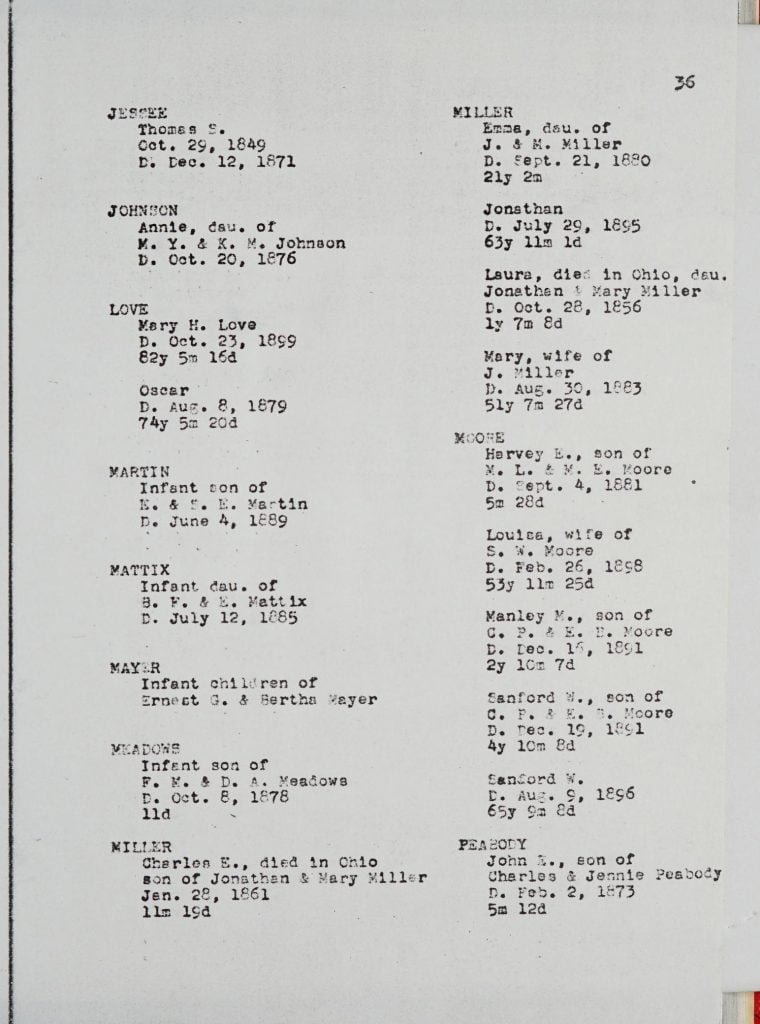 36
JESSEE
Thomas S.
Oct. 29, 1849
D. Dec. 12, 1871
JOHNSON
Annie, dau. of
M. Y. & K. M. Johnson
D. Oct. 20, 1876
LOVE
Mary H. Love
D. Oct. 23, 1899
82y 5m 16d
Oscar
D. Aug. 8, 1879
74y 5m 20d
MARTIN
Infant son of
E. & S. E. Martin
D. June 4, 1889
MATTIX
Infant dau. of
B. F. & E. Mattix
D. July 12, 1885
MAYER
Infant children of
Ernest G. & Bertha Mayer
MEADOWS
Infant son of
F. M. & D. A. Meadows
D. Oct. 8, 1878
11d
MILLER
Charles E., died in Ohio
son of Jonathan & Mary Miller
Jan. 28, 1861
11m 19d
MILLER
Emma, dau. of
J. & M. Miller
D. Sept. 21, 1880
21y 2m
Jonathan
D. July 29, 1895
63y 11m 1d
Laura, died in Ohio, dau.
Jonathan & Mary Miller
D. Oct. 28, 1856
1y 7m 8d
Mary, wife of
J. Miller
D. Aug. 30, 1883
51y 7m 27d
MOORE
Harvey E., son of
M. L. & M. E. Moore
D. Sept. 4, 1881
5m 28d
Louisa, wife of
S. W. Moore
D. Feb. 26, 1898
53y 11m 25d
Manley M., son of
C. P. & E. Moore
D. Dec. 1891
2y 10m 7d
Sanford W., son of
C. P. & E. Moore
D. Dec. 19, 1891
4y 10m 8d
Sanford W.
D. Aug. 9, 1896
65y 9m 8d
PEABODY
John E., son of
Charles & Jennie Peabody
D. Feb. 2, 1873
5m 12d